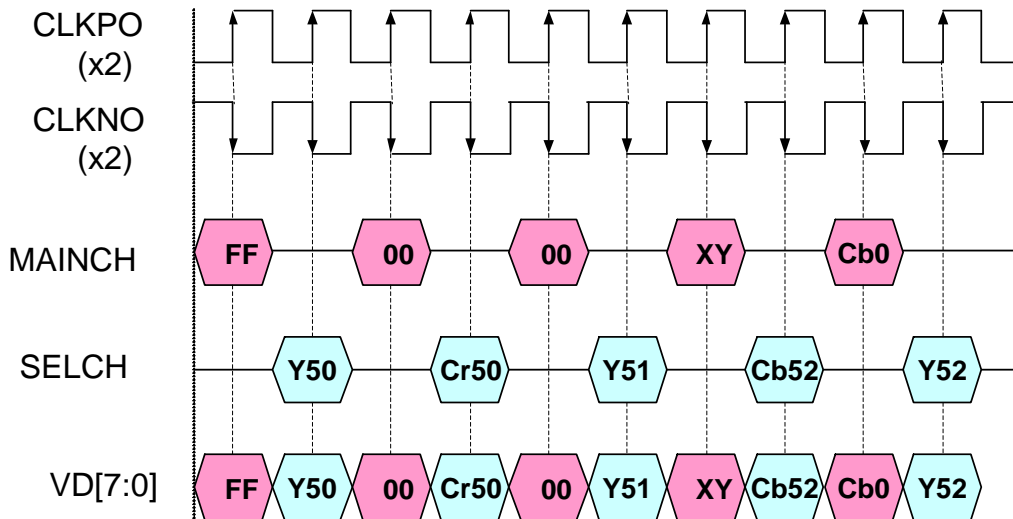 CLKPO
(x2)
CLKNO
(x2)
MAINCH FF 00 00 XY Cb0
SELCH Y50 Cr50 Y51 Cb52 Y52
VD[7:0] FF Y50 00 Cr50 00 Y51 XY Cb52 Cb0 Y52